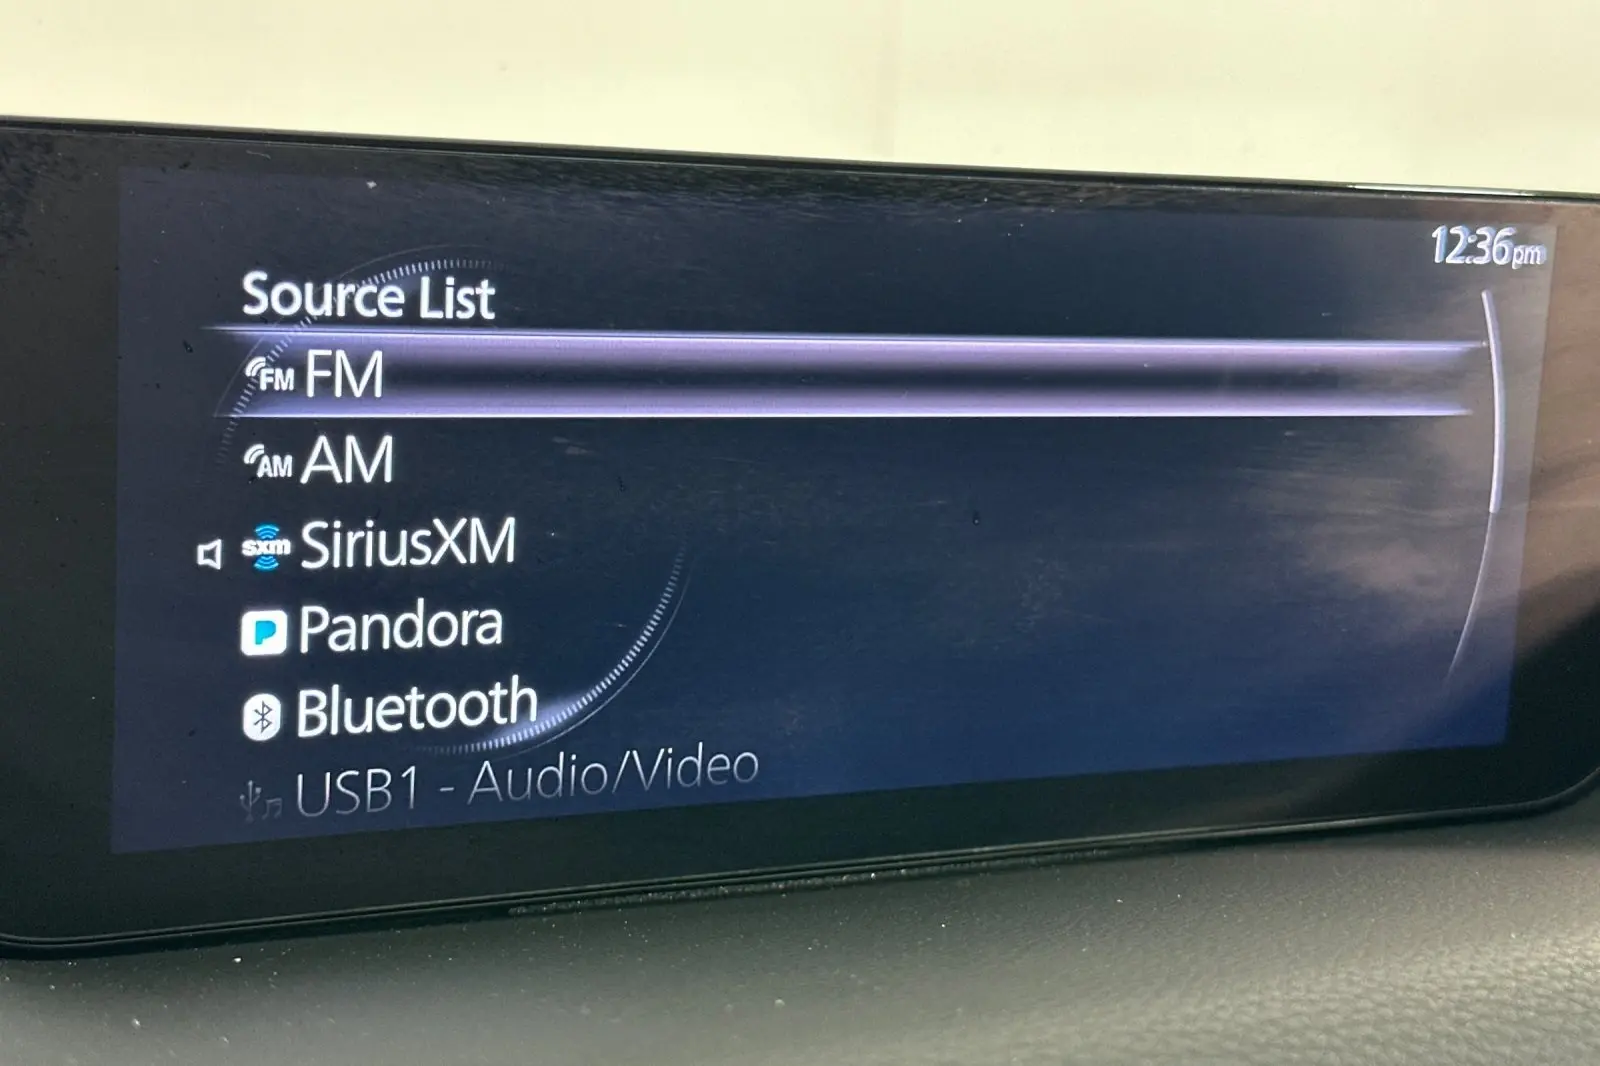 12:36pm
Source List
FM FM
AM AM
sxm SiriusXM
Pandora
Bluetooth
USB1 - Audio/Video